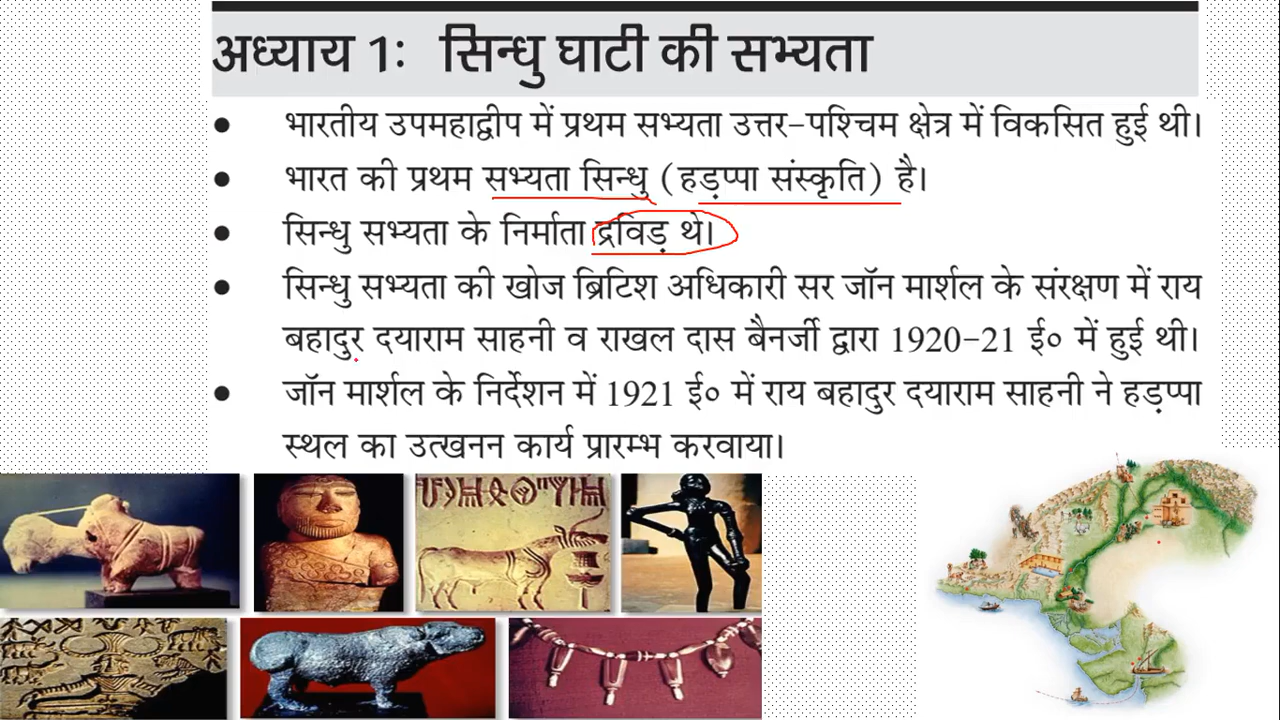 अध्याय 1: सिन्धु घाटी की सभ्यता
● भारतीय उपमहाद्वीप में प्रथम सभ्यता उत्तर-पश्चिम क्षेत्र में विकसित हुई थी।
● भारत की प्रथम सभ्यता सिन्धु (हड़प्पा संस्कृति) है।
● सिन्धु सभ्यता के निर्माता द्रविड़ थे।
● सिन्धु सभ्यता की खोज ब्रिटिश अधिकारी सर जॉन मार्शल के संरक्षण में राय
बहादुर दयाराम साहनी व राखल दास बैनर्जी द्वारा 1920-21 ई० में हुई थी।
● जॉन मार्शल के निर्देशन में 1921 ई० में राय बहादुर दयाराम साहनी ने हड़प्पा
स्थल का उत्खनन कार्य प्रारम्भ करवाया।